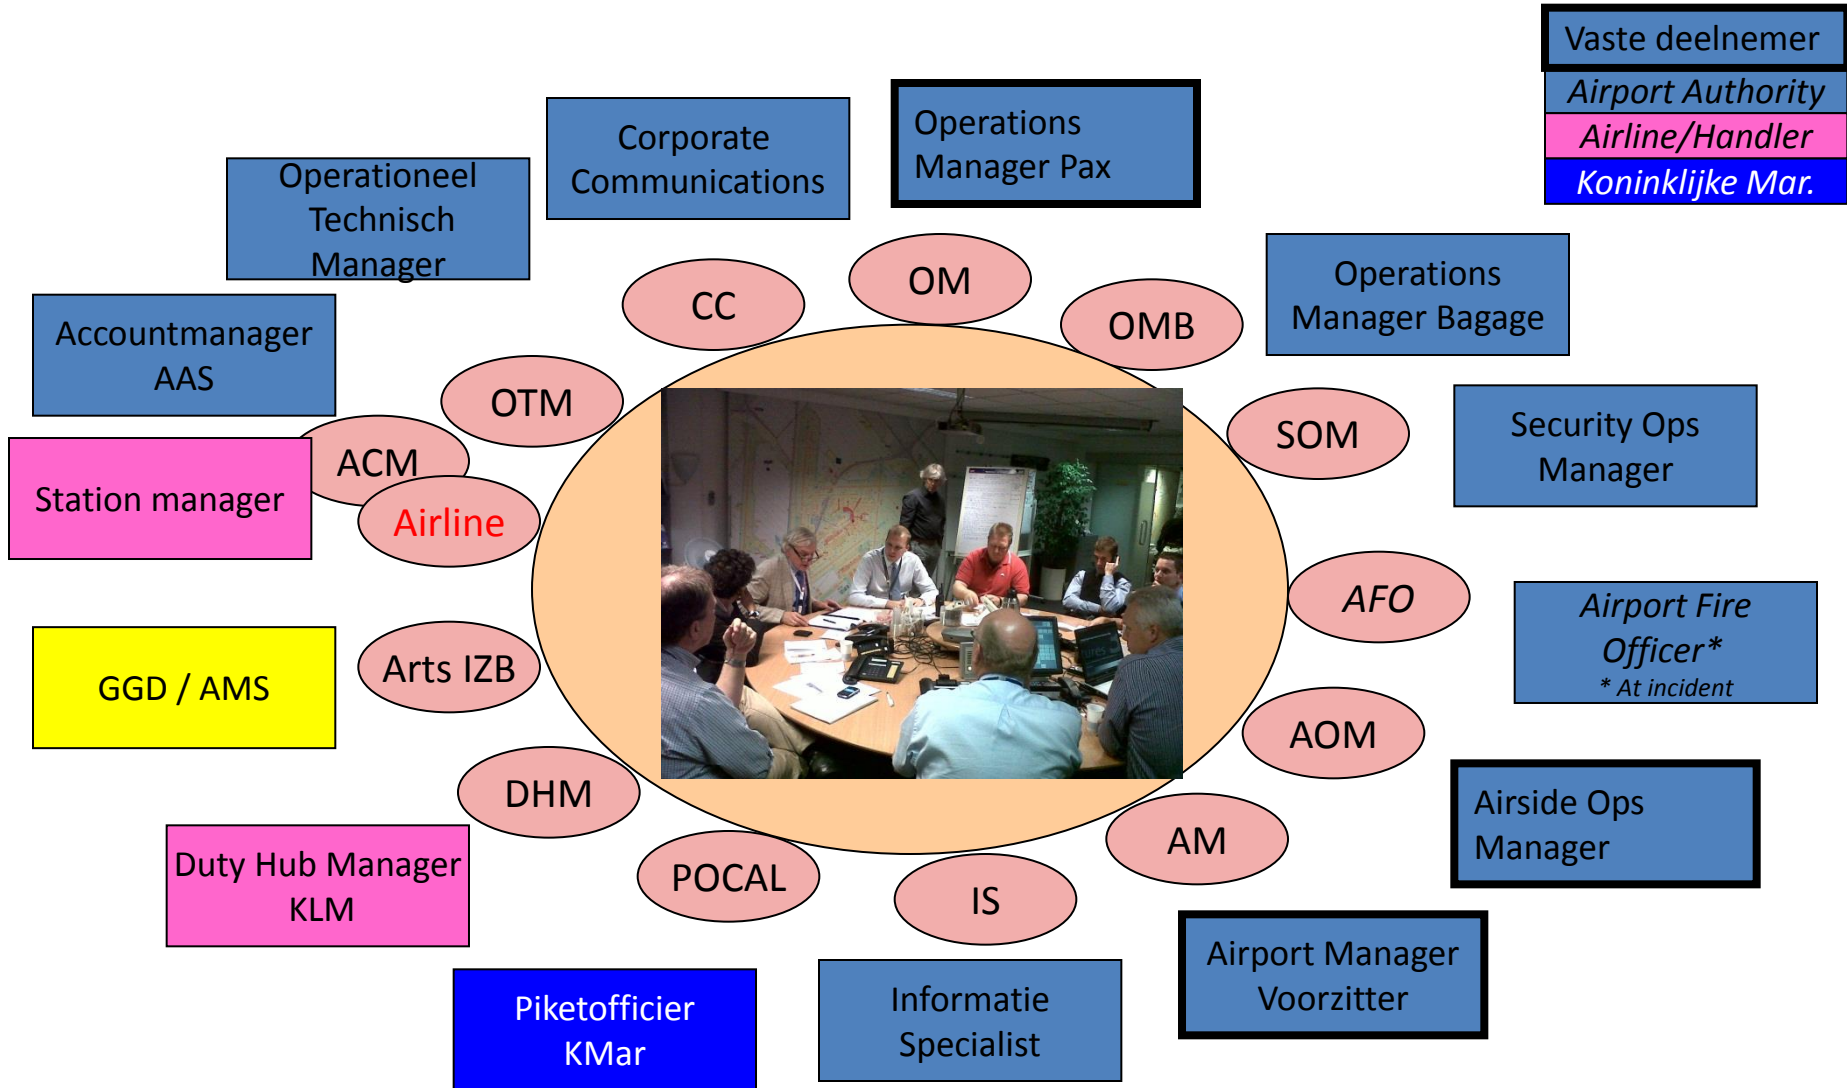 Vaste deelnemer
Airport Authority
Airline/Handler
Koninklijke Mar.
Operations
Manager Pax
Corporate
Communications
Operationeel
Technisch
Manager
OM
Operations
Manager Bagage
CC
OMB
Accountmanager
AAS
OTM
SOM
Security Ops
Manager
ACM
Station manager
Airline
AFO
Airport Fire
Officer*
* At incident
Arts IZB
GGD / AMS
AOM
DHM
Airside Ops
Manager
AM
Duty Hub Manager
KLM
POCAL
IS
Airport Manager
Voorzitter
Piketofficier
KMar
Informatie
Specialist